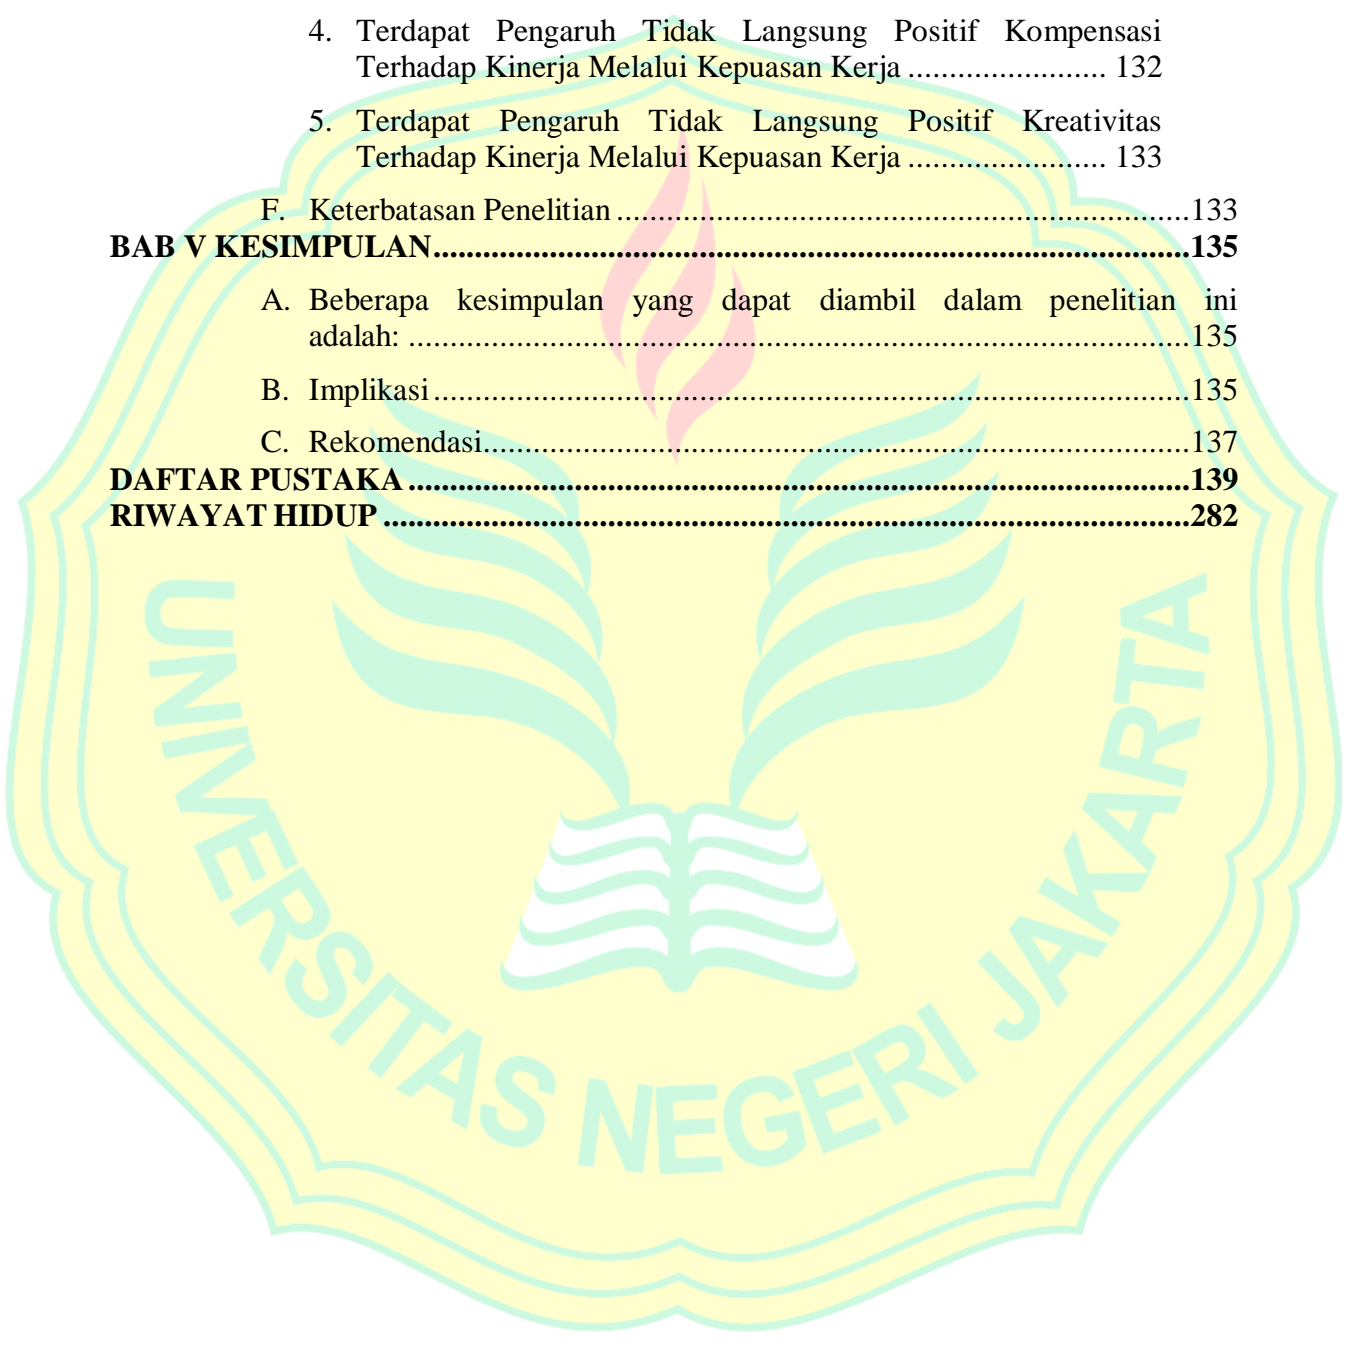 4. Terdapat Pengaruh Tidak Langsung Positif Kompensasi
Terhadap Kinerja Melalui Kepuasan Kerja ........................ 132
5. Terdapat Pengaruh Tidak Langsung Positif Kreativitas
Terhadap Kinerja Melalui Kepuasan Kerja ........................ 133
F. Keterbatasan Penelitian ......................................................................133
BAB V KESIMPULAN............................................................................................135
A. Beberapa kesimpulan yang dapat diambil dalam penelitian ini
adalah: ...............................................................................................135
B. Implikasi ............................................................................................135
C. Rekomendasi......................................................................................137
DAFTAR PUSTAKA ...............................................................................................139
RIWAYAT HIDUP ..................................................................................................282
UNIVERSITAS NEGERI JAKARTA